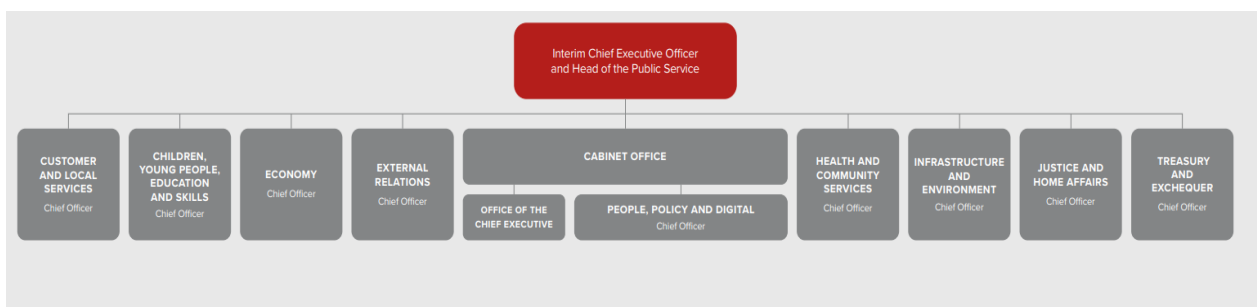 Interim Chief Executive Officer
and Head of the Public Service
CUSTOMER
AND LOCAL
SERVICES
Chief Officer
CHILDREN,
YOUNG PEOPLE,
EDUCATION
AND SKILLS
Chief Officer
ECONOMY
Chief Officer
EXTERNAL
RELATIONS
Chief Officer
CABINET OFFICE
OFFICE OF THE
CHIEF EXECUTIVE
PEOPLE, POLICY AND DIGITAL
Chief Officer
HEALTH AND
COMMUNITY
SERVICES
Chief Officer
INFRASTRUCTURE
AND
ENVIRONMENT
Chief Officer
JUSTICE AND
HOME AFFAIRS
Chief Officer
TREASURY
AND
EXCHEQUER
Chief Officer